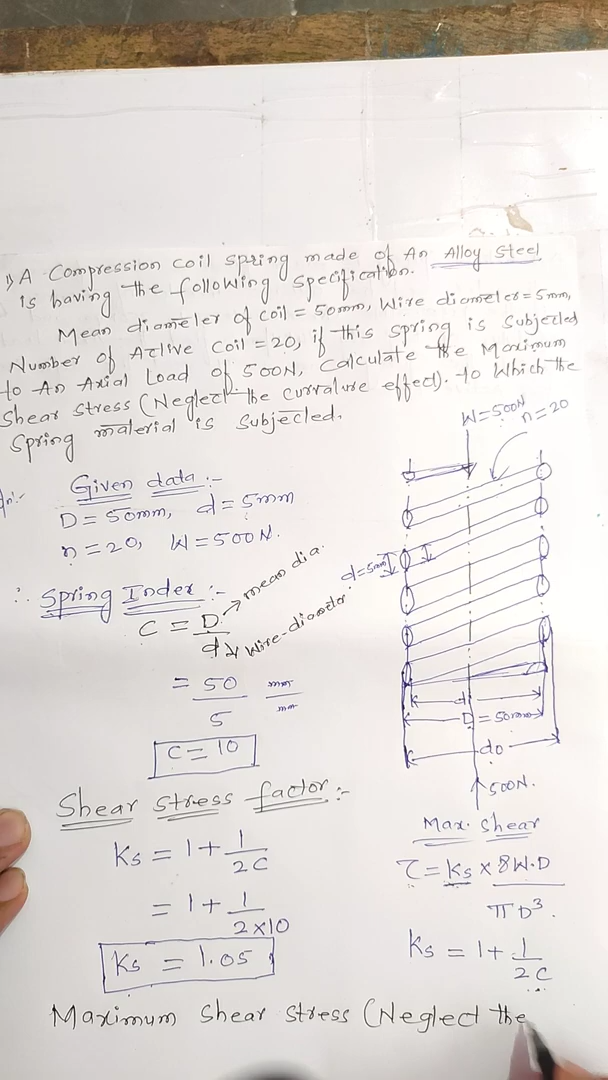 1) A Compression coil spring made of An Alloy Steel
is having the following specification.
Mean diameter of coil = 50mm, Wire diameter = 5mm,
Number of Active coil = 20, if this spring is Subjected
to An Axial Load of 500N, Calculate the Maximum
Shear Stress (Neglect the curvature effect). to Which the
Spring material is Subjected.
W=500N
n=20
Given data :-
D = 50mm, d = 5mm
n = 20, W = 500N.
d=5mm
∴ Spring Index :-
C = D → mean dia.
d → Wire-diameter
= 50 mm
5 mm
C = 10
d
D = 50mm
do
500N.
Shear Stress factor :-
Ks = 1 + 1
2C
= 1 + 1
2×10
Ks = 1.05
Max. Shear
τ = Ks × 8W.D
πD³.
Ks = 1 + 1
2C
Maximum Shear Stress (Neglect the